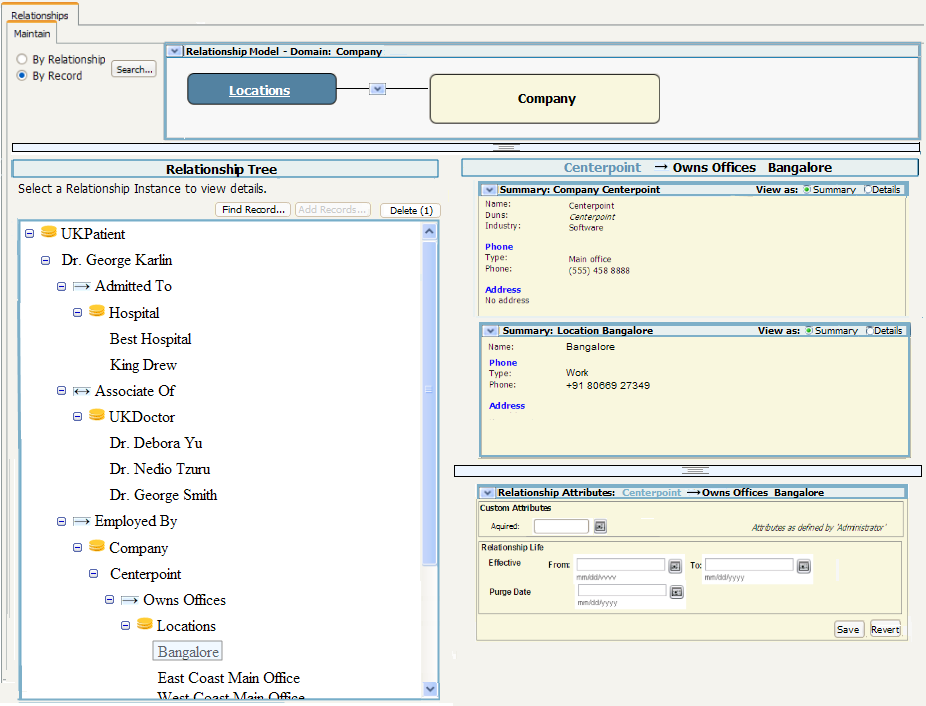 Relationships
Maintain
By Relationship
By Record
Search...
Relationship Model - Domain: Company
Locations
Company
Relationship Tree
Select a Relationship Instance to view details.
Find Record...
Add Records...
Delete (1)
UKPatient
Dr. George Karlin
Admitted To
Hospital
Best Hospital
King Drew
Associate Of
UKDoctor
Dr. Debora Yu
Dr. Nedio Tzuru
Dr. George Smith
Employed By
Company
Centerpoint
Owns Offices
Locations
Bangalore
East Coast Main Office
West Coast Main Office
Centerpoint → Owns Offices Bangalore
Summary: Company Centerpoint View as: Summary Details
Name: Centerpoint
Duns: Centerpoint
Industry: Software
Phone
Type: Main office
Phone: (555) 458 8888
Address
No address
Summary: Location Bangalore View as: Summary Details
Name: Bangalore
Phone
Type: Work
Phone: +91 80669 27349
Address
Relationship Attributes: Centerpoint → Owns Offices Bangalore
Custom Attributes
Aquired:
Attributes as defined by 'Administrator'
Relationship Life
Effective From: To:
mm/dd/yyyy mm/dd/yyyy
Purge Date
mm/dd/yyyy
Save Revert